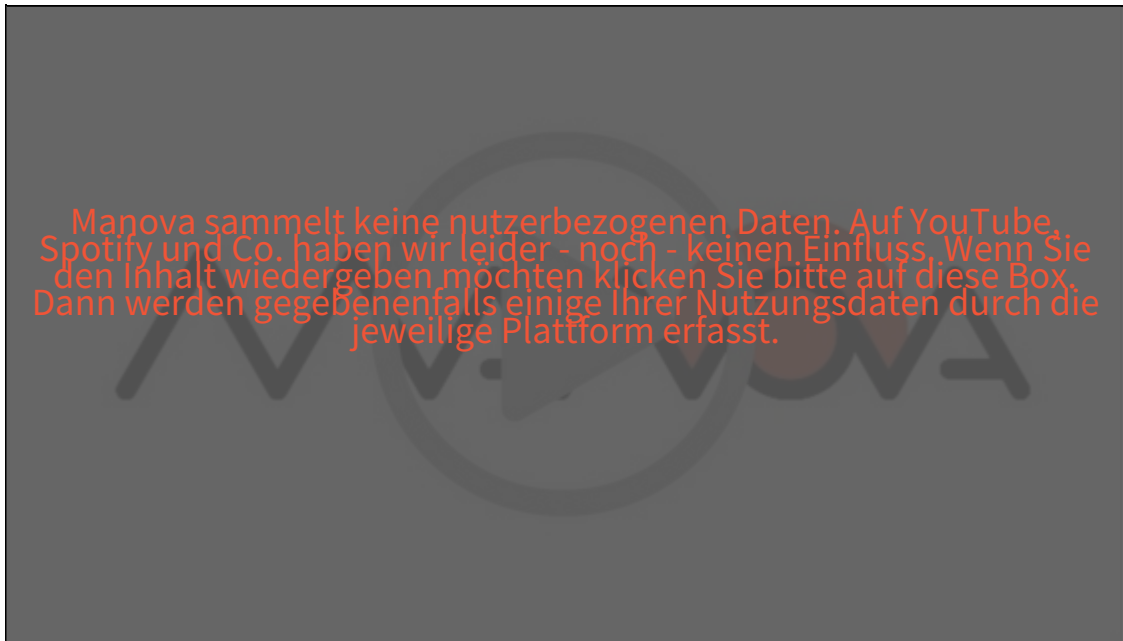 Manova sammelt keine nutzerbezogenen Daten. Auf YouTube,
Spotify und Co. haben wir leider - noch - keinen Einfluss. Wenn Sie
den Inhalt wiedergeben möchten klicken Sie bitte auf diese Box.
Dann werden gegebenenfalls einige Ihrer Nutzungsdaten durch die
jeweilige Plattform erfasst.
MANOVA